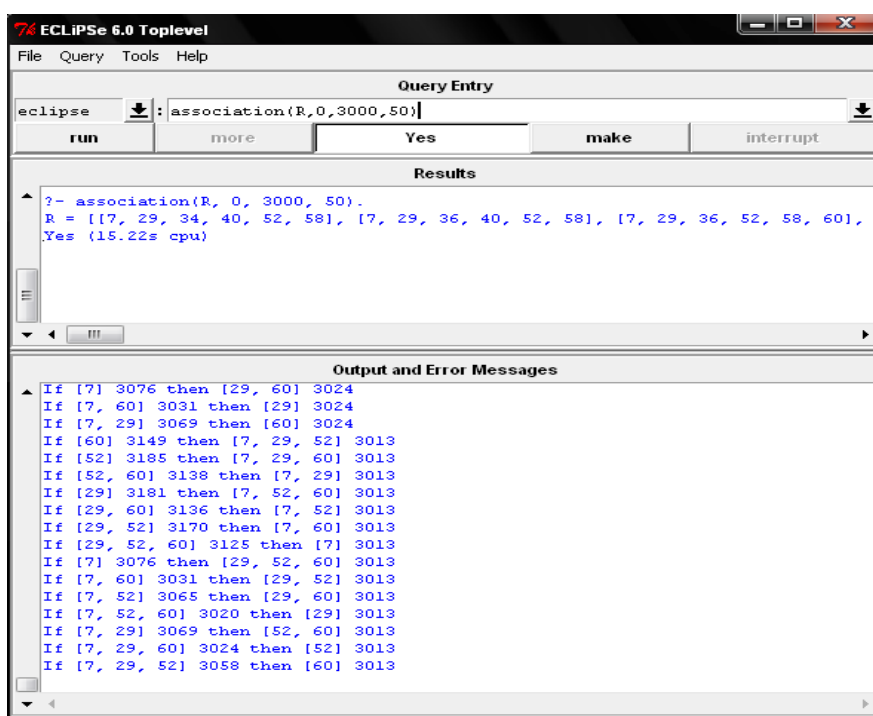 7% ECLiPSe 6.0 Toplevel
File Query Tools Help
Query Entry
eclipse : association(R,0,3000,50)
run more Yes make interrupt
Results
?- association(R, 0, 3000, 50).
R = [[7, 29, 34, 40, 52, 58], [7, 29, 36, 40, 52, 58], [7, 29, 36, 52, 58, 60],
Yes (15.22s cpu)
Output and Error Messages
If [7] 3076 then [29, 60] 3024
If [7, 60] 3031 then [29] 3024
If [7, 29] 3069 then [60] 3024
If [60] 3149 then [7, 29, 52] 3013
If [52] 3185 then [7, 29, 60] 3013
If [52, 60] 3138 then [7, 29] 3013
If [29] 3181 then [7, 52, 60] 3013
If [29, 60] 3136 then [7, 52] 3013
If [29, 52] 3170 then [7, 60] 3013
If [29, 52, 60] 3125 then [7] 3013
If [7] 3076 then [29, 52, 60] 3013
If [7, 60] 3031 then [29, 52] 3013
If [7, 52] 3065 then [29, 60] 3013
If [7, 52, 60] 3020 then [29] 3013
If [7, 29] 3069 then [52, 60] 3013
If [7, 29, 60] 3024 then [52] 3013
If [7, 29, 52] 3058 then [60] 3013